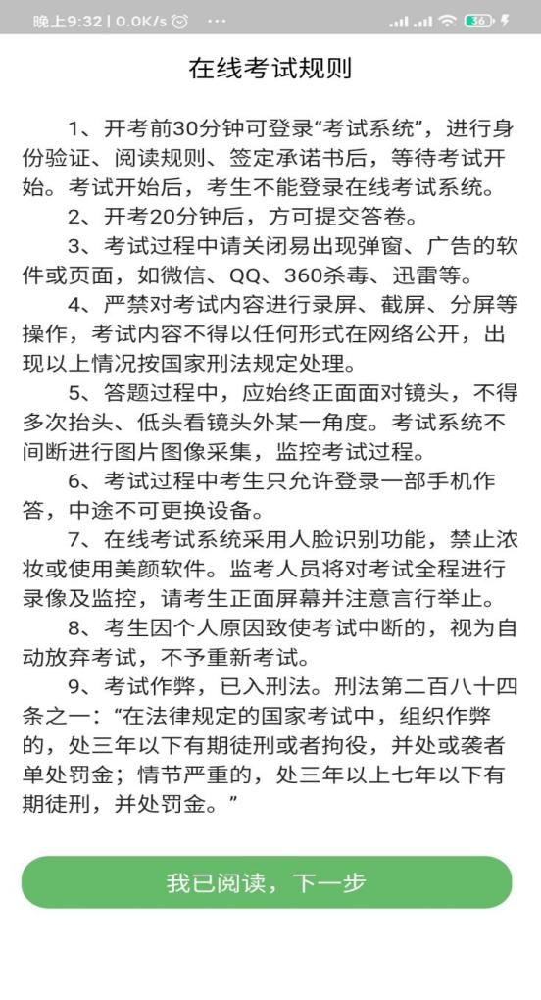 晚上9:32 | 0.0K/s ···
36
在线考试规则
1、开考前30分钟可登录“考试系统”，进行身
份验证、阅读规则、签定承诺书后，等待考试开
始。考试开始后，考生不能登录在线考试系统。
2、开考20分钟后，方可提交答卷。
3、考试过程中请关闭易出现弹窗、广告的软
件或页面，如微信、QQ、360杀毒、迅雷等。
4、严禁对考试内容进行录屏、截屏、分屏等
操作，考试内容不得以任何形式在网络公开，出
现以上情况按国家刑法规定处理。
5、答题过程中，应始终正面面对镜头，不得
多次抬头、低头看镜头外某一角度。考试系统不
间断进行图片图像采集，监控考试过程。
6、考试过程中考生只允许登录一部手机作
答，中途不可更换设备。
7、在线考试系统采用人脸识别功能，禁止浓
妆或使用美颜软件。监考人员将对考试全程进行
录像及监控，请考生正面屏幕并注意言行举止。
8、考生因个人原因致使考试中断的，视为自
动放弃考试，不予重新考试。
9、考试作弊，已入刑法。刑法第二百八十四
条之一：“在法律规定的国家考试中，组织作弊
的，处三年以下有期徒刑或者拘役，并处或袭者
单处罚金；情节严重的，处三年以上七年以下有
期徒刑，并处罚金。”
我已阅读，下一步